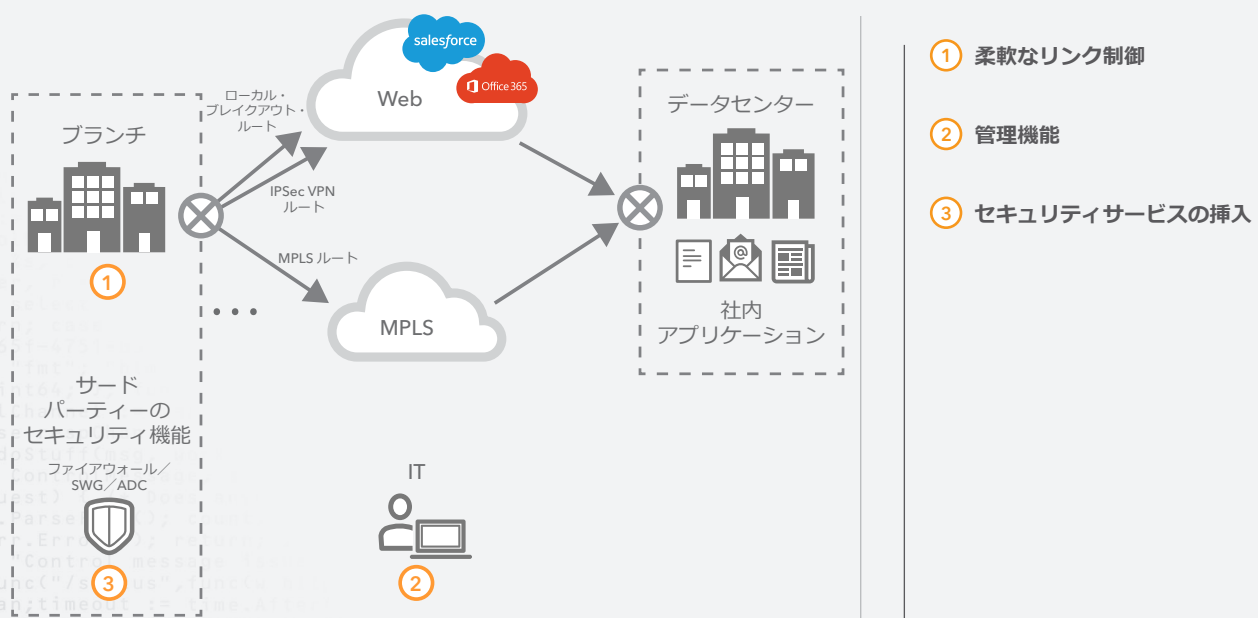 salesforce
Office 365
Web
ローカル・
ブレイクアウト・
ルート
ブランチ
IPSec VPN
ルート
MPLS ルート
1
...
MPLS
データセンター
@
社内
アプリケーション
サード
パーティーの
セキュリティ機能
ファイアウォール／
SWG／ADC
3
IT
2
1 柔軟なリンク制御
2 管理機能
3 セキュリティサービスの挿入